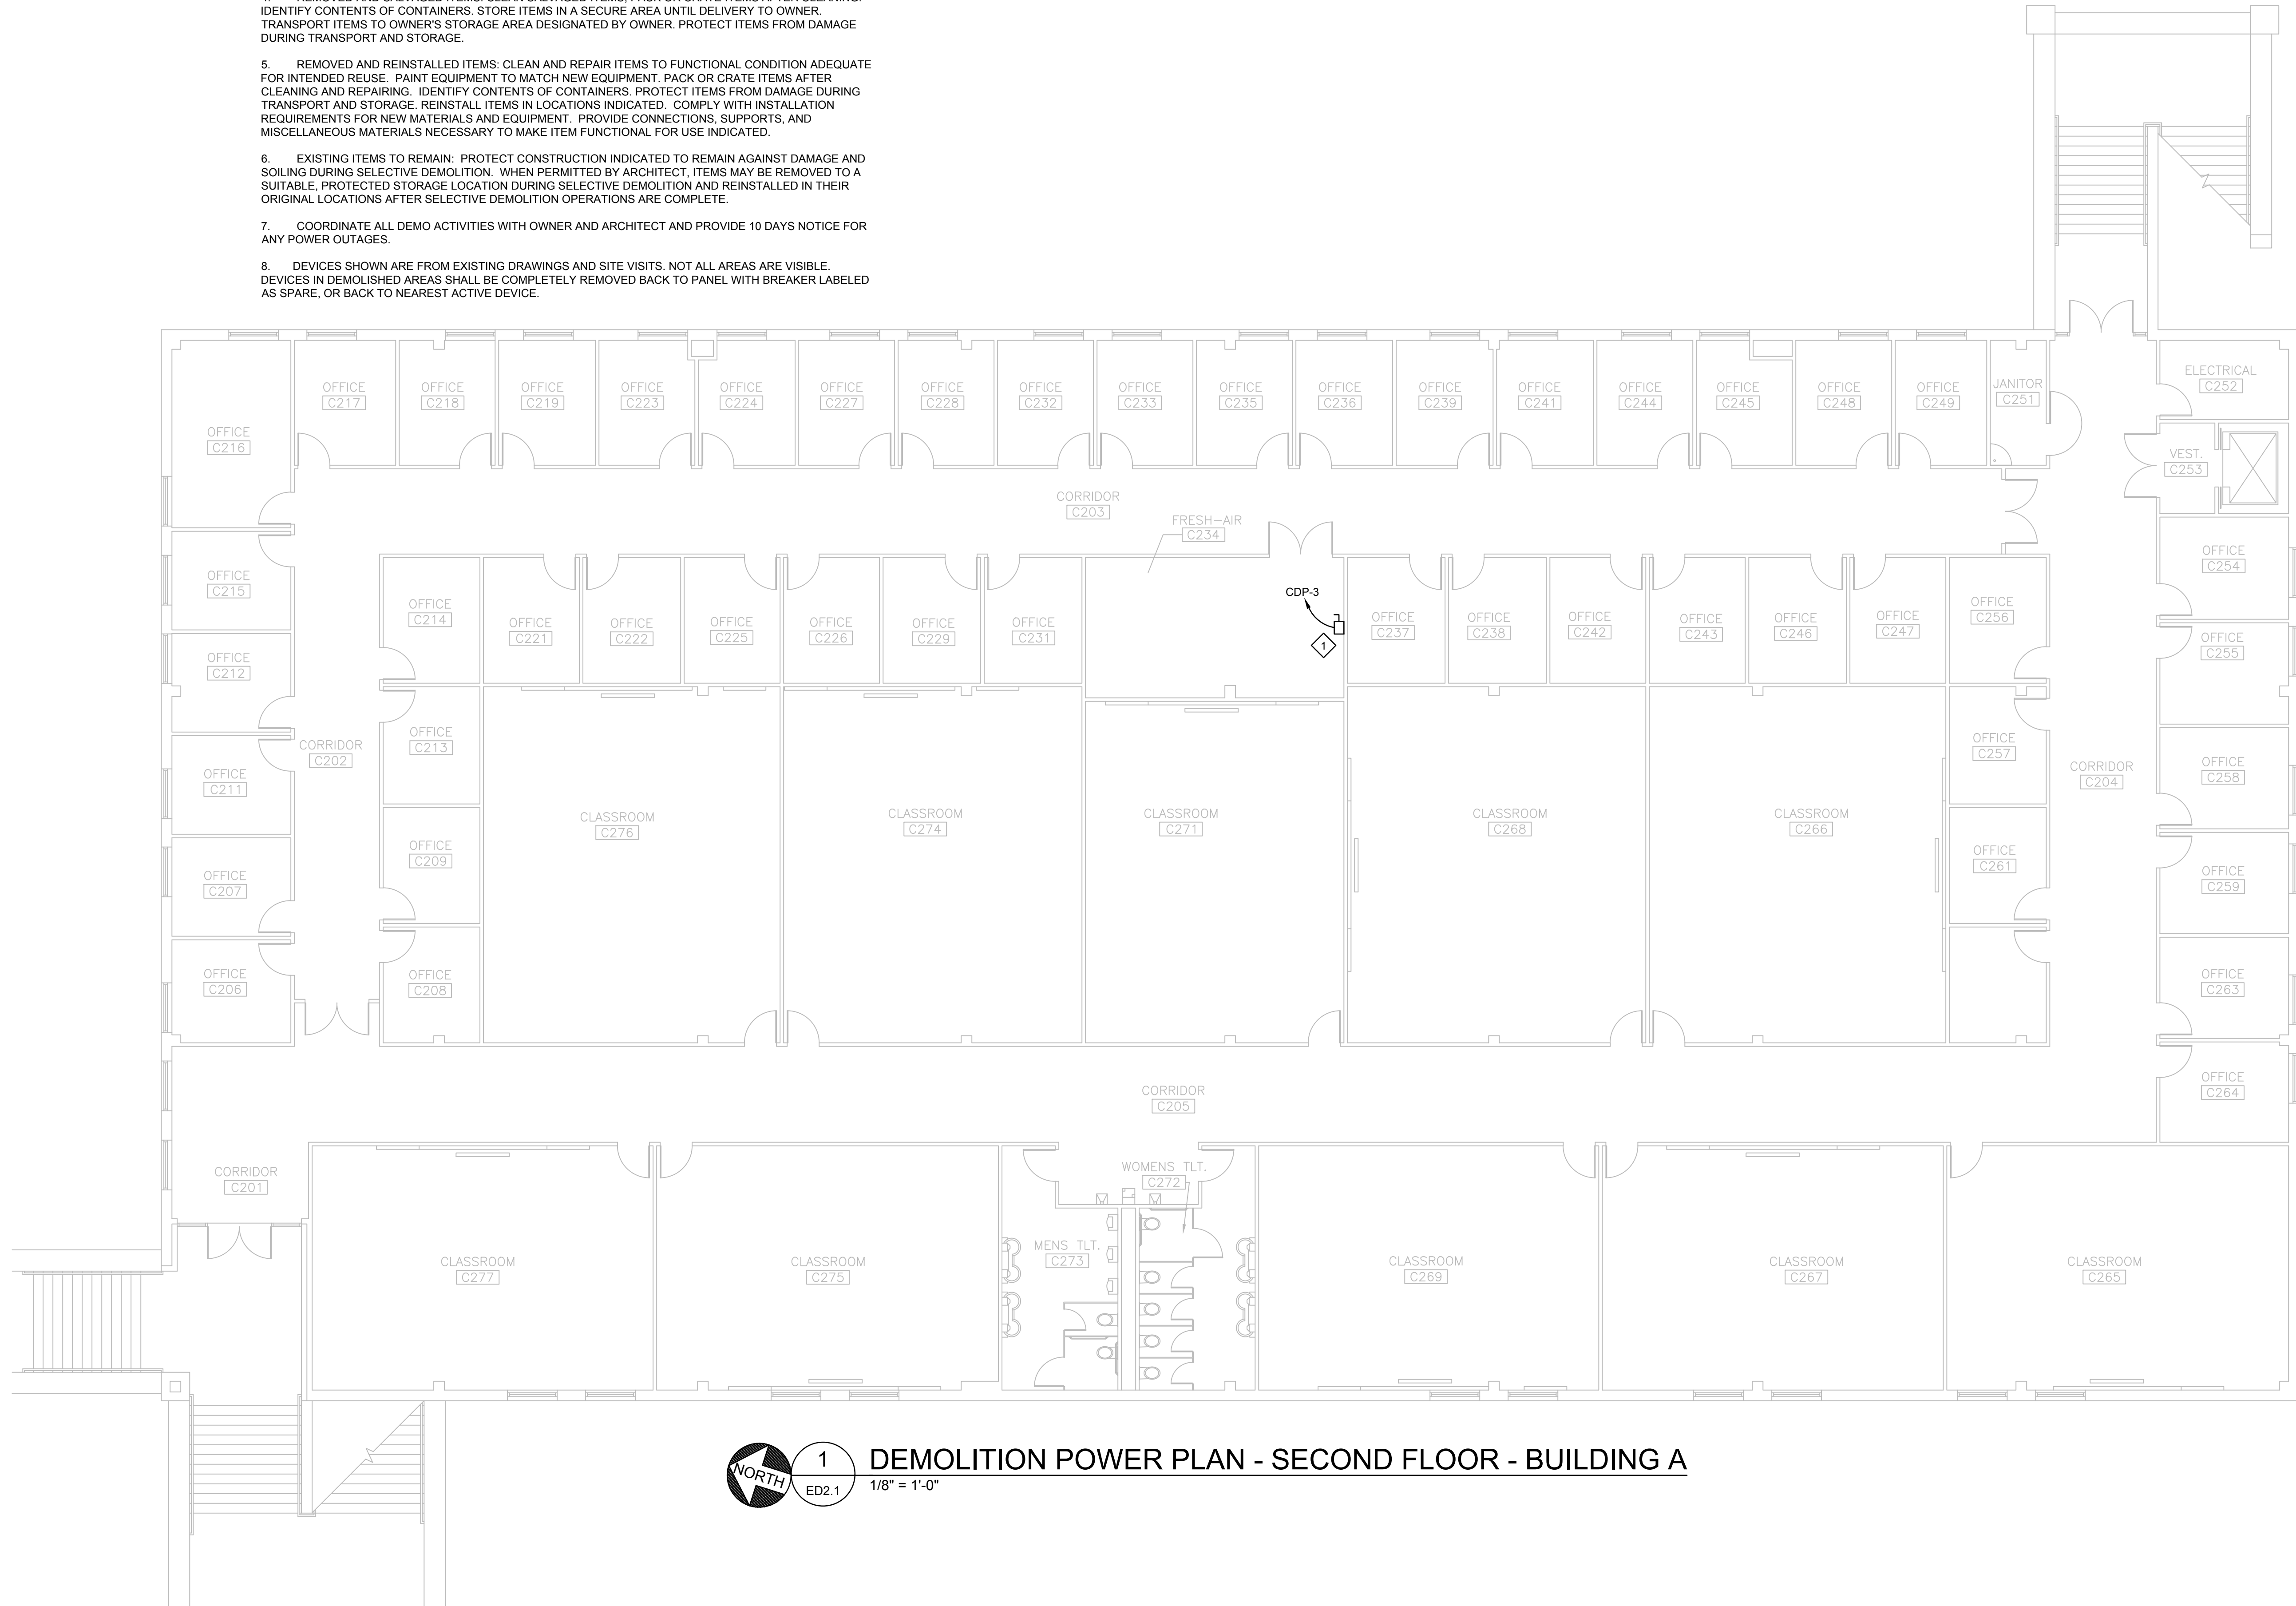 4. REMOVED AND SALVAGED ITEMS: CLEAN SALVAGED ITEMS, PACK OR CRATE ITEMS AFTER CLEANING.
IDENTIFY CONTENTS OF CONTAINERS. STORE ITEMS IN A SECURE AREA UNTIL DELIVERY TO OWNER.
TRANSPORT ITEMS TO OWNER'S STORAGE AREA DESIGNATED BY OWNER. PROTECT ITEMS FROM DAMAGE
DURING TRANSPORT AND STORAGE.
5. REMOVED AND REINSTALLED ITEMS: CLEAN AND REPAIR ITEMS TO FUNCTIONAL CONDITION ADEQUATE
FOR INTENDED REUSE. PAINT EQUIPMENT TO MATCH NEW EQUIPMENT. PACK OR CRATE ITEMS AFTER
CLEANING AND REPAIRING. IDENTIFY CONTENTS OF CONTAINERS. PROTECT ITEMS FROM DAMAGE DURING
TRANSPORT AND STORAGE. REINSTALL ITEMS IN LOCATIONS INDICATED. COMPLY WITH INSTALLATION
REQUIREMENTS FOR NEW MATERIALS AND EQUIPMENT. PROVIDE CONNECTIONS, SUPPORTS, AND
MISCELLANEOUS MATERIALS NECESSARY TO MAKE ITEM FUNCTIONAL FOR USE INDICATED.
6. EXISTING ITEMS TO REMAIN: PROTECT CONSTRUCTION INDICATED TO REMAIN AGAINST DAMAGE AND
SOILING DURING SELECTIVE DEMOLITION. WHEN PERMITTED BY ARCHITECT, ITEMS MAY BE REMOVED TO A
SUITABLE, PROTECTED STORAGE LOCATION DURING SELECTIVE DEMOLITION AND REINSTALLED IN THEIR
ORIGINAL LOCATIONS AFTER SELECTIVE DEMOLITION OPERATIONS ARE COMPLETE.
7. COORDINATE ALL DEMO ACTIVITIES WITH OWNER AND ARCHITECT AND PROVIDE 10 DAYS NOTICE FOR
ANY POWER OUTAGES.
8. DEVICES SHOWN ARE FROM EXISTING DRAWINGS AND SITE VISITS. NOT ALL AREAS ARE VISIBLE.
DEVICES IN DEMOLISHED AREAS SHALL BE COMPLETELY REMOVED BACK TO PANEL WITH BREAKER LABELED
AS SPARE, OR BACK TO NEAREST ACTIVE DEVICE.
OFFICE
C216
OFFICE
C217
OFFICE
C218
OFFICE
C219
OFFICE
C223
OFFICE
C224
OFFICE
C227
OFFICE
C228
OFFICE
C232
OFFICE
C233
OFFICE
C235
OFFICE
C236
OFFICE
C239
OFFICE
C241
OFFICE
C244
OFFICE
C245
OFFICE
C248
OFFICE
C249
JANITOR
C251
ELECTRICAL
C252
VEST.
C253
CORRIDOR
C203
FRESH-AIR
C234
OFFICE
C215
OFFICE
C214
OFFICE
C221
OFFICE
C222
OFFICE
C225
OFFICE
C226
OFFICE
C229
OFFICE
C231
CDP-3
1
OFFICE
C237
OFFICE
C238
OFFICE
C242
OFFICE
C243
OFFICE
C246
OFFICE
C247
OFFICE
C256
OFFICE
C254
OFFICE
C255
OFFICE
C212
OFFICE
C213
CORRIDOR
C202
OFFICE
C211
OFFICE
C257
CORRIDOR
C204
OFFICE
C258
CLASSROOM
C276
CLASSROOM
C274
CLASSROOM
C271
CLASSROOM
C268
CLASSROOM
C266
OFFICE
C209
OFFICE
C207
OFFICE
C261
OFFICE
C259
OFFICE
C206
OFFICE
C208
OFFICE
C263
CORRIDOR
C205
OFFICE
C264
CORRIDOR
C201
WOMENS TLT.
C272
MENS TLT.
C273
CLASSROOM
C277
CLASSROOM
C275
CLASSROOM
C269
CLASSROOM
C267
CLASSROOM
C265
NORTH
1
ED2.1
DEMOLITION POWER PLAN - SECOND FLOOR - BUILDING A
1/8" = 1'-0"